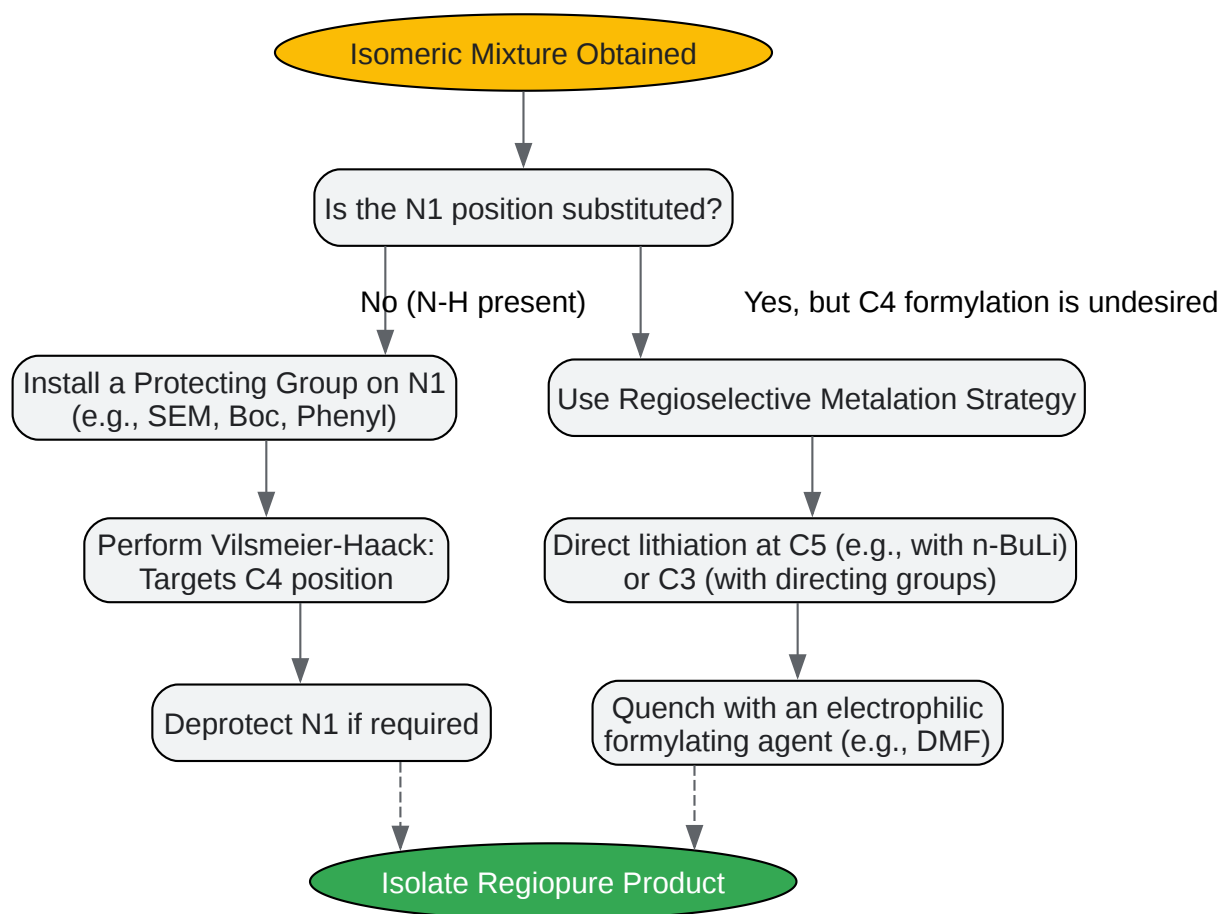 Isomeric Mixture Obtained
Is the N1 position substituted?
No (N-H present)
Yes, but C4 formylation is undesired
Install a Protecting Group on N1
(e.g., SEM, Boc, Phenyl)
Use Regioselective Metalation Strategy
Perform Vilsmeier-Haack:
Targets C4 position
Direct lithiation at C5 (e.g., with n-BuLi)
or C3 (with directing groups)
Deprotect N1 if required
Quench with an electrophilic
formylating agent (e.g., DMF)
Isolate Regiopure Product